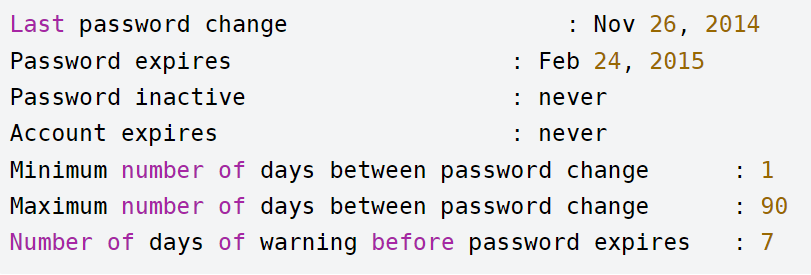 Last password change                    : Nov 26, 2014
Password expires                    : Feb 24, 2015
Password inactive                   : never
Account expires                     : never
Minimum number of days between password change      : 1
Maximum number of days between password change      : 90
Number of days of warning before password expires   : 7